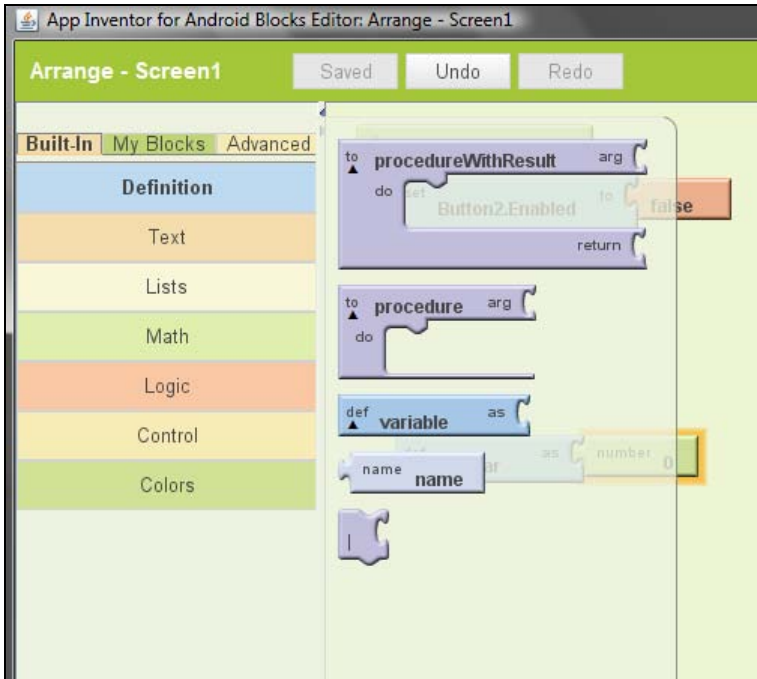 App Inventor for Android Blocks Editor: Arrange - Screen1
Arrange - Screen1
Saved
Undo
Redo
Built-In
My Blocks
Advanced
Definition
Text
Lists
Math
Logic
Control
Colors
to procedureWithResult arg
do
set Button2.Enabled to false
return
to procedure arg
do
def variable as
name name
as number 0